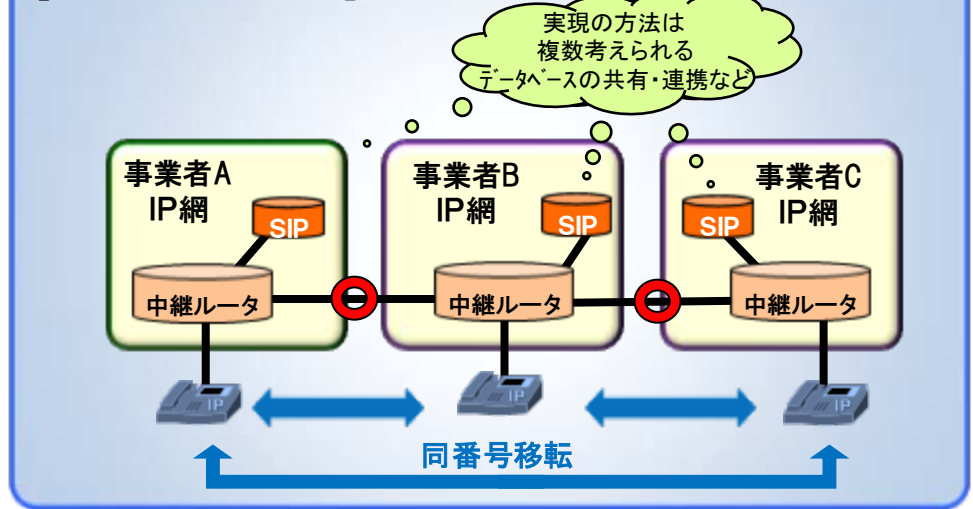 実現の方法は
複数考えられる
ﾃﾞｰﾀﾍﾞｰｽの共有・連携など
事業者A
IP網
SIP
中継ルータ
IP
事業者B
IP網
SIP
中継ルータ
IP
事業者C
IP網
SIP
中継ルータ
IP
同番号移転